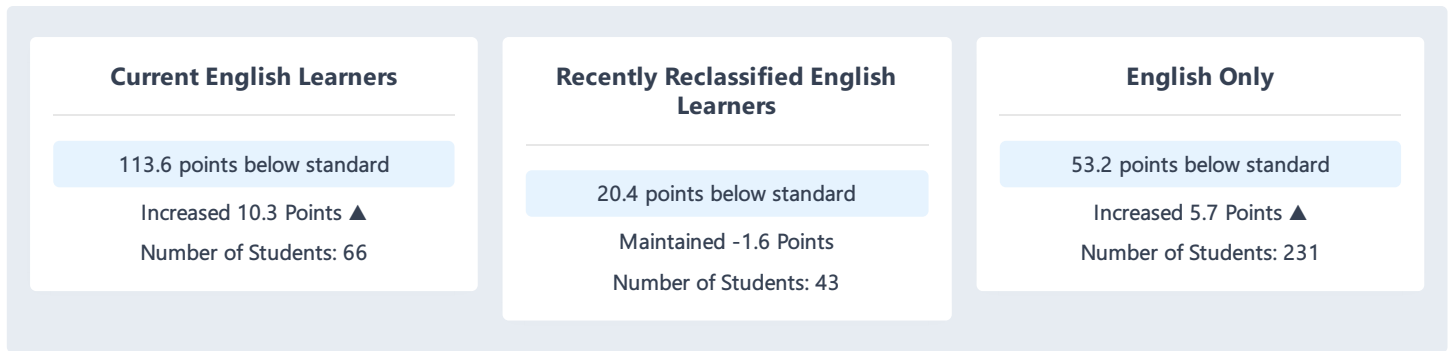 Current English Learners
113.6 points below standard
Increased 10.3 Points ▲
Number of Students: 66
Recently Reclassified English
Learners
20.4 points below standard
Maintained -1.6 Points
Number of Students: 43
English Only
53.2 points below standard
Increased 5.7 Points ▲
Number of Students: 231